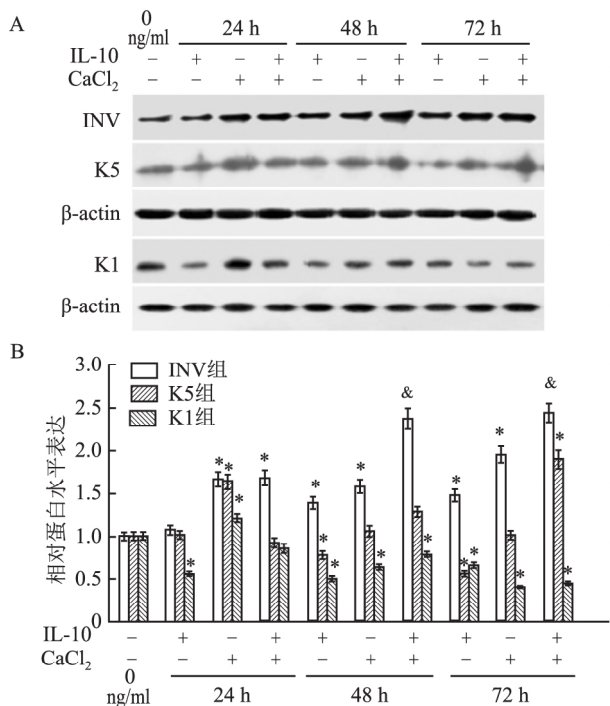 A
0
ng/ml
24 h
48 h
72 h
IL-10 − + − + + − + + − +
CaCl₂ − − + + − + + − + +
INV
K5
β-actin
K1
β-actin
B
3.0
2.5
2.0
1.5
1.0
0.5
0
相对蛋白水平表达
INV组
K5组
K1组
* * * * * * * * * & * * * * * * & * *
IL-10 − + − + + − + + − +
CaCl₂ − − + + − + + − + +
0
ng/ml
24 h
48 h
72 h